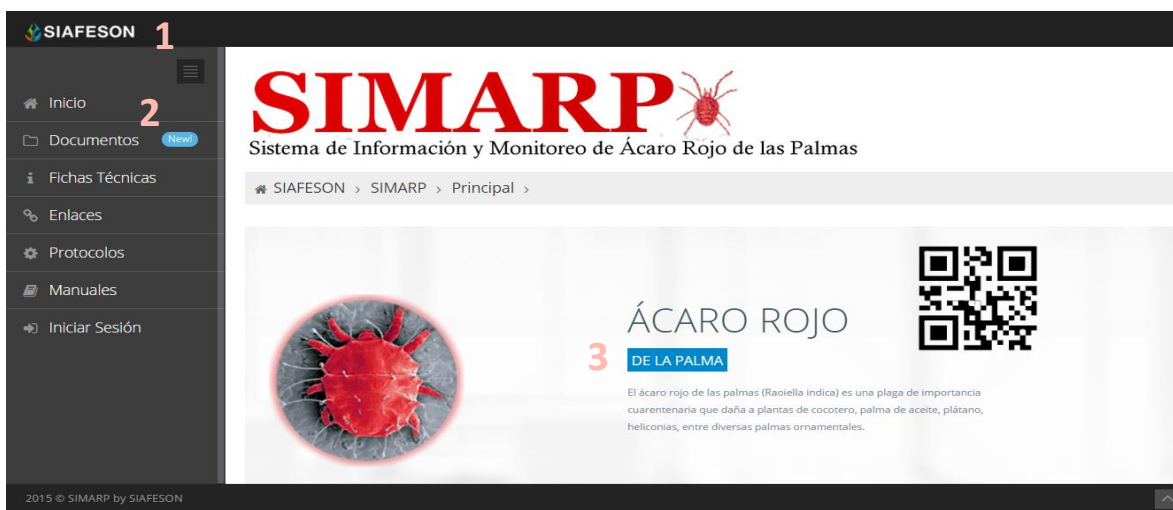 SIAFESON
1
Inicio
2
Documentos New!
Fichas Técnicas
Enlaces
Protocolos
Manuales
Iniciar Sesión
SIMARP
Sistema de Información y Monitoreo de Ácaro Rojo de las Palmas
SIAFESON > SIMARP > Principal >
ÁCARO ROJO
3
DE LA PALMA
El ácaro rojo de las palmas (Raoiella indica) es una plaga de importancia
cuarentenaria que daña a plantas de cocotero, palma de aceite, plátano,
heliconias, entre diversas palmas ornamentales.
2015 © SIMARP by SIAFESON